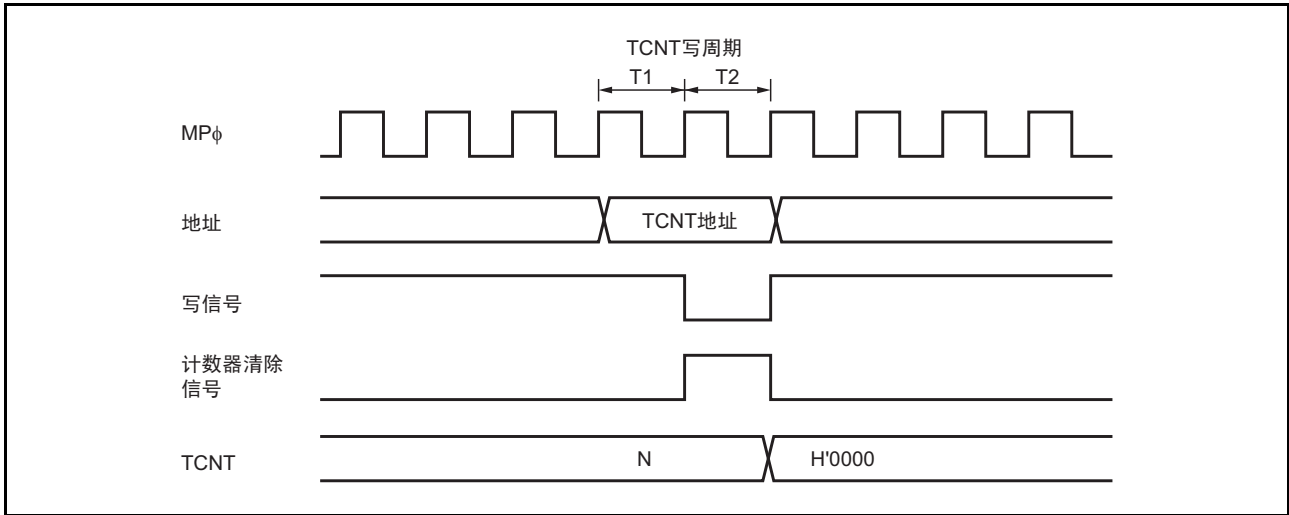 TCNT写周期
T1 T2
MPϕ
地址 TCNT地址
写信号
计数器清除
信号
TCNT N H'0000